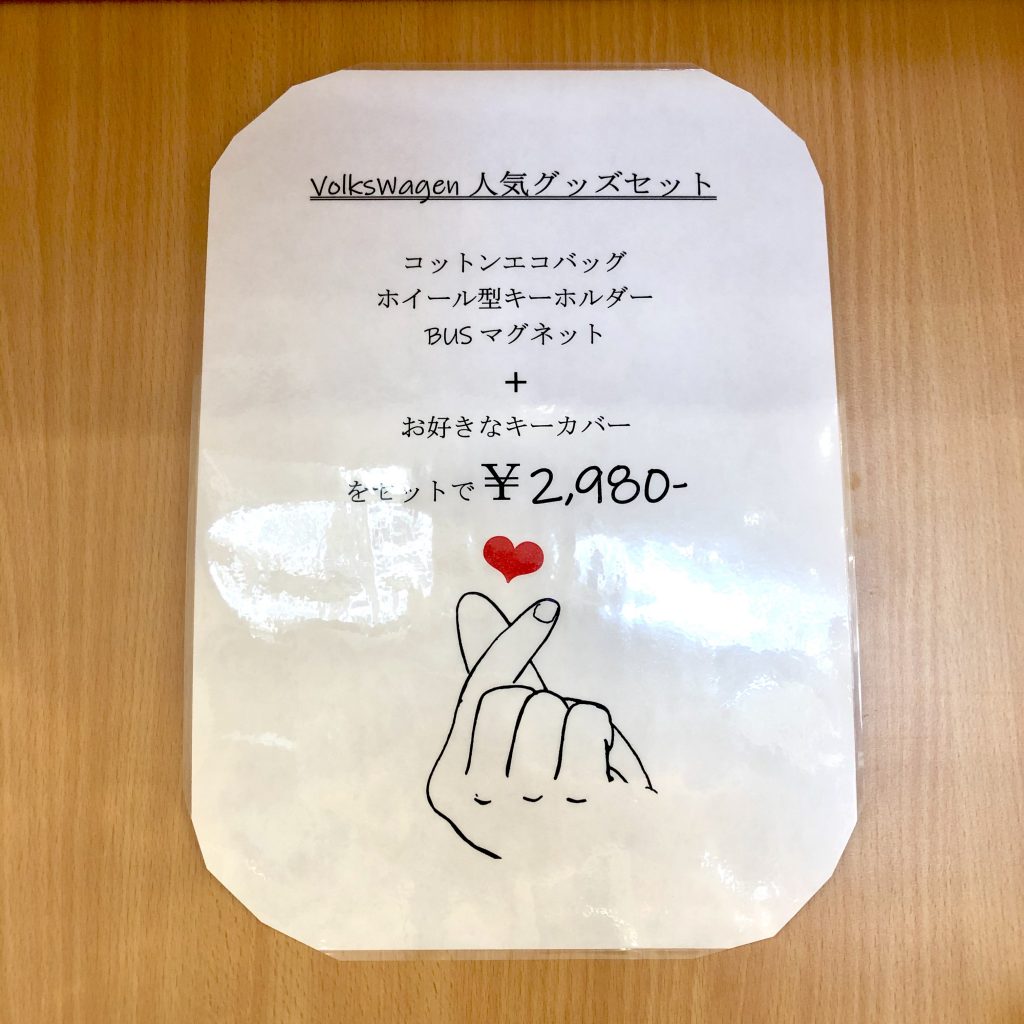 Volkswagen 人気グッズセット
コットンエコバッグ
ホイール型キーホルダー
BUS マグネット
+
お好きなキーカバー
をセットで ¥2,980-